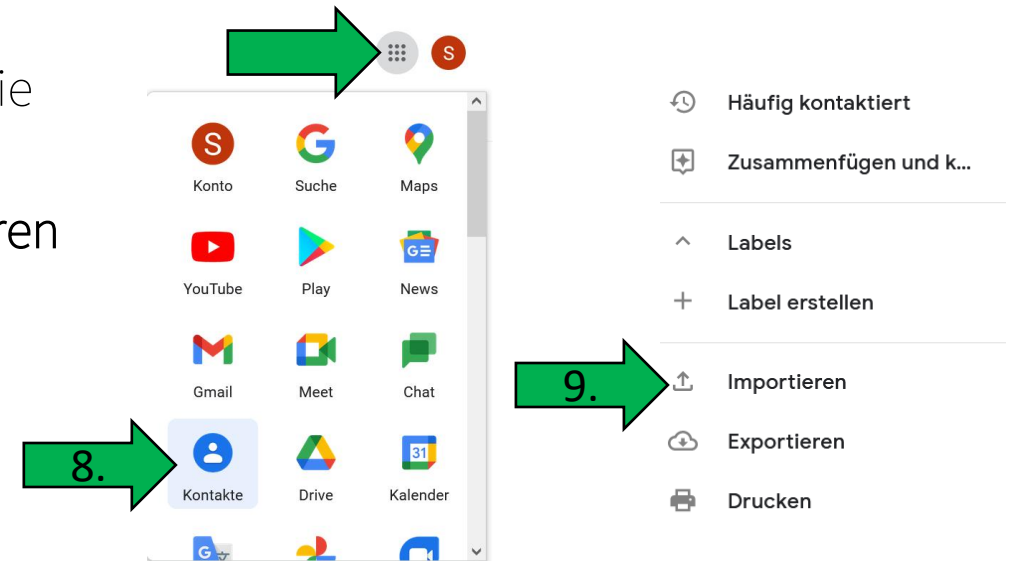 S
ie
S
Konto Suche Maps
ren
GE
YouTube Play News
Gmail Meet Chat
8.
31
Kontakte Drive Kalender
G
Häufig kontaktiert
Zusammenfügen und k...
Labels
Label erstellen
9.
Importieren
Exportieren
Drucken